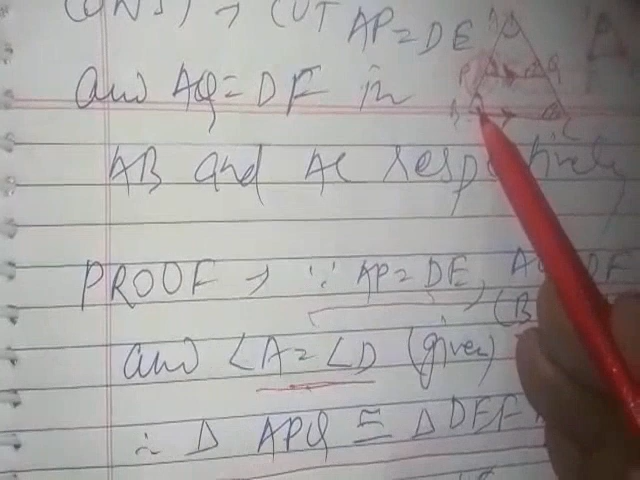 CONS) → CUT AP = DE
and AQ = DF in
AB and AC respectively
PROOF → ∵ AP = DE, AQ = DF
(B
and ∠A = ∠D (given)
∴ Δ APQ ≅ Δ DEF